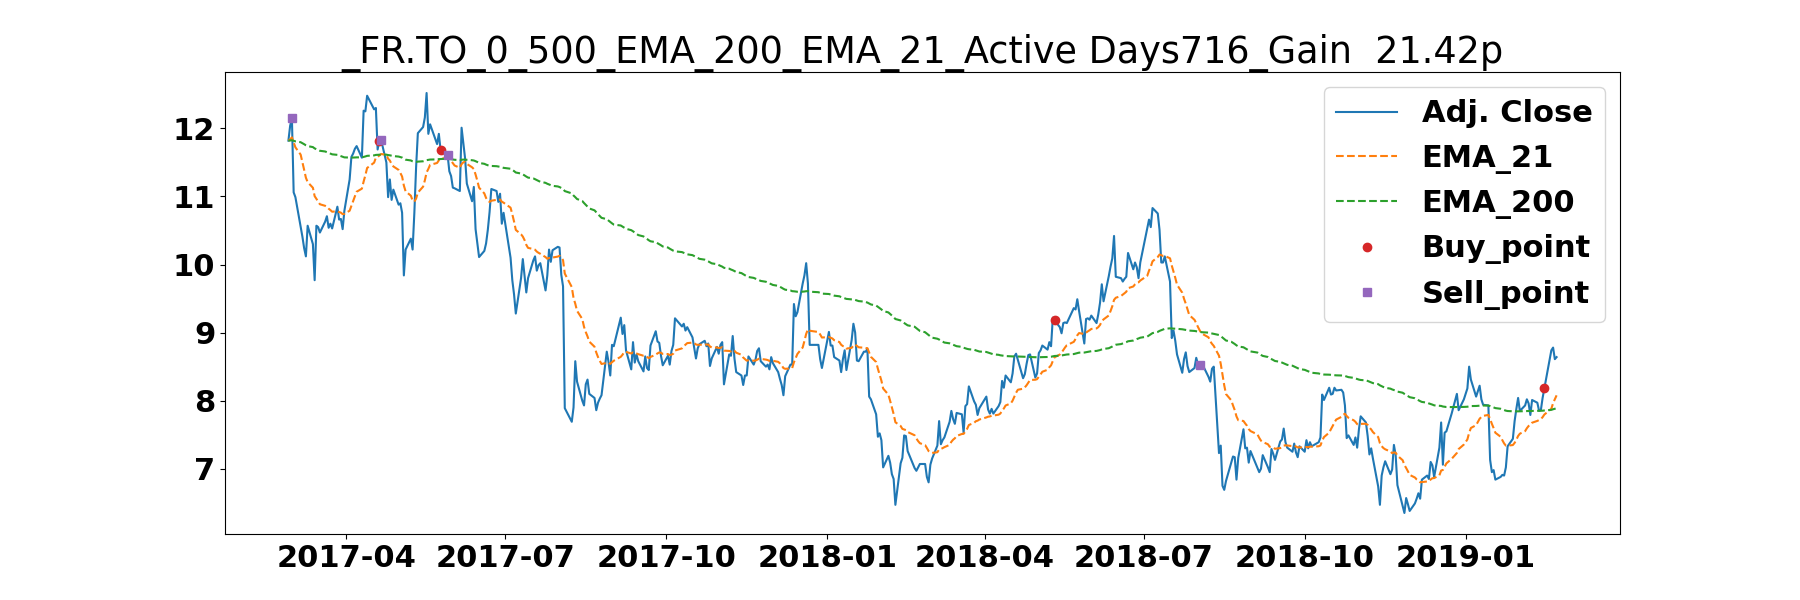 _FR.TO_0_500_EMA_200_EMA_21_Active Days716_Gain  21.42p
12
11
10
9
8
7
Adj. Close
EMA_21
EMA_200
Buy_point
Sell_point
2017-04 2017-07 2017-10 2018-01 2018-04 2018-07 2018-10 2019-01